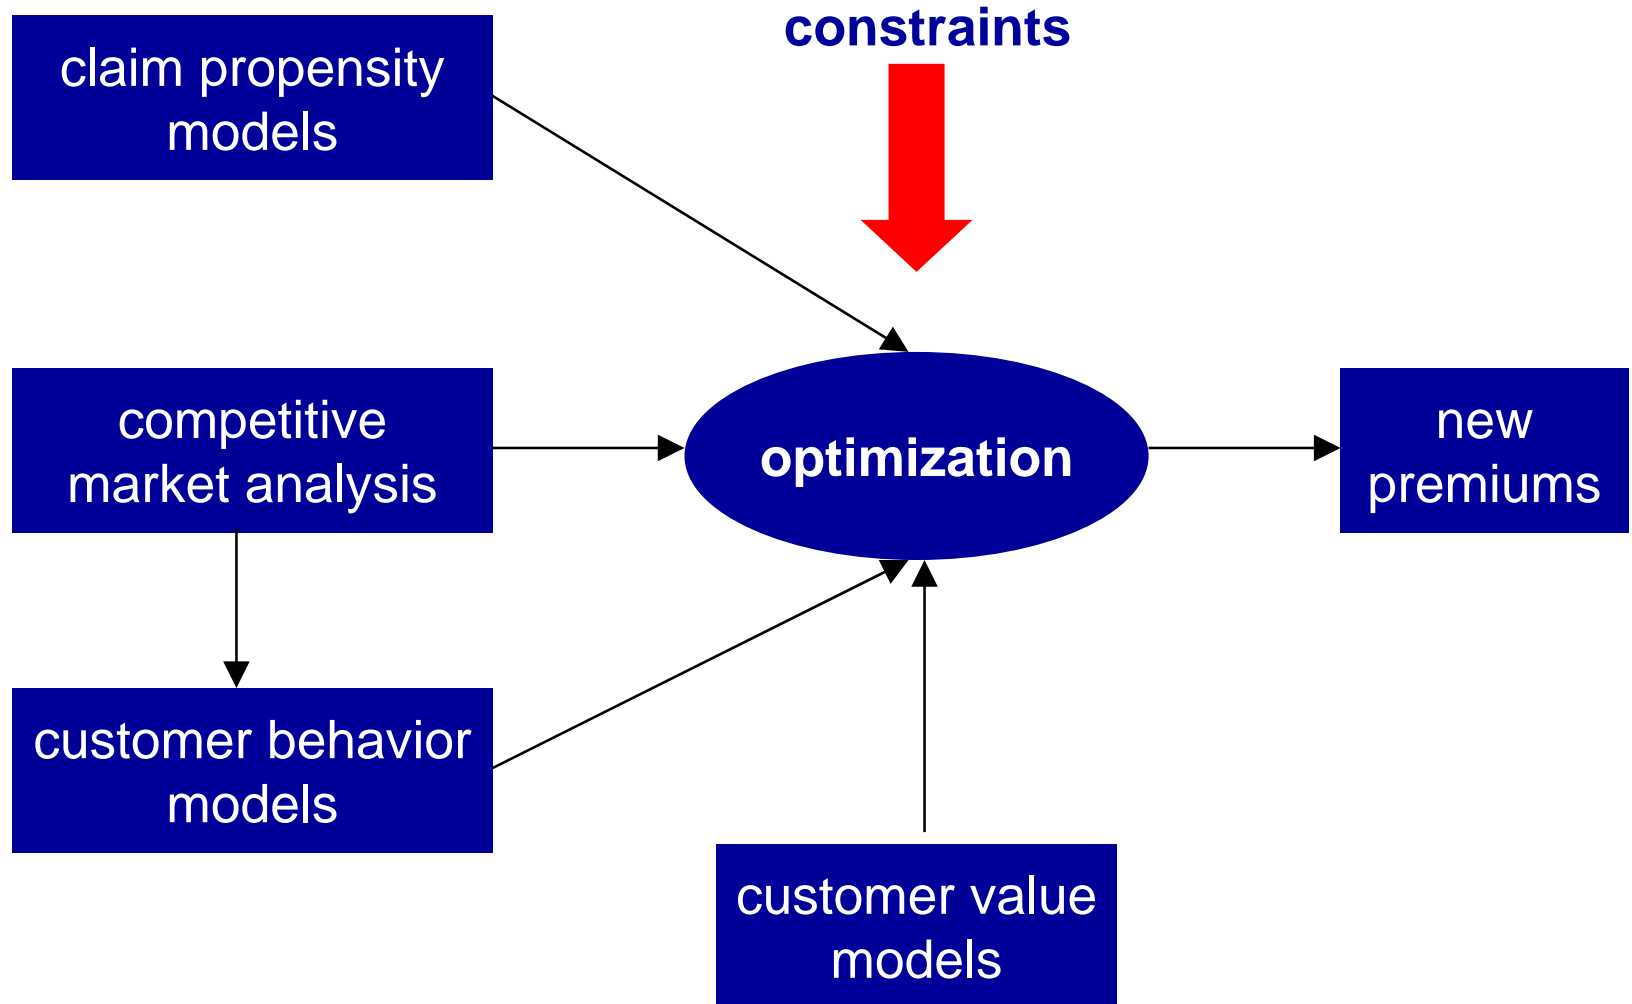 constraints
claim propensity
models
competitive
market analysis
optimization
new
premiums
customer behavior
models
customer value
models